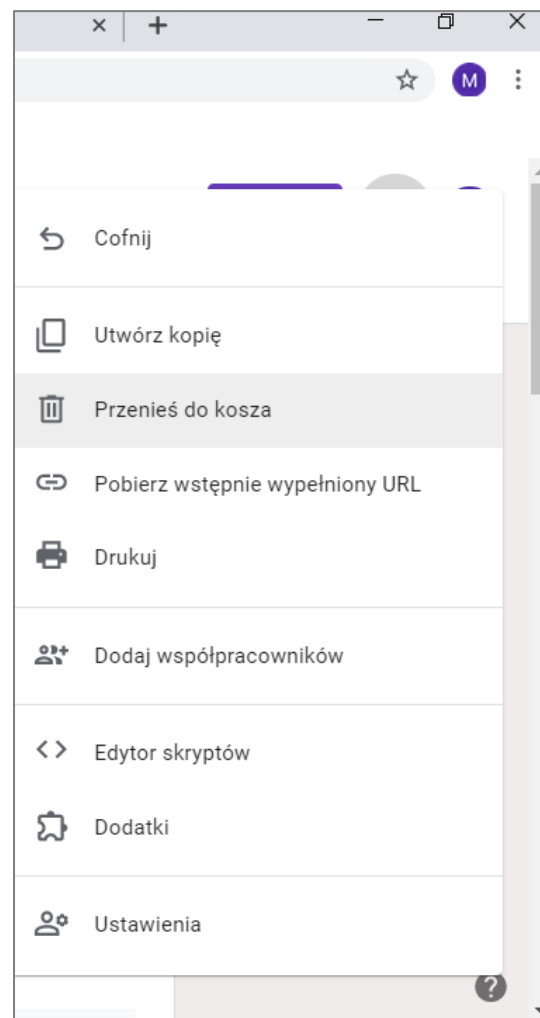 M
Cofnij
Utwórz kopię
Przenieś do kosza
Pobierz wstępnie wypełniony URL
Drukuj
Dodaj współpracowników
Edytor skryptów
Dodatki
Ustawienia
?